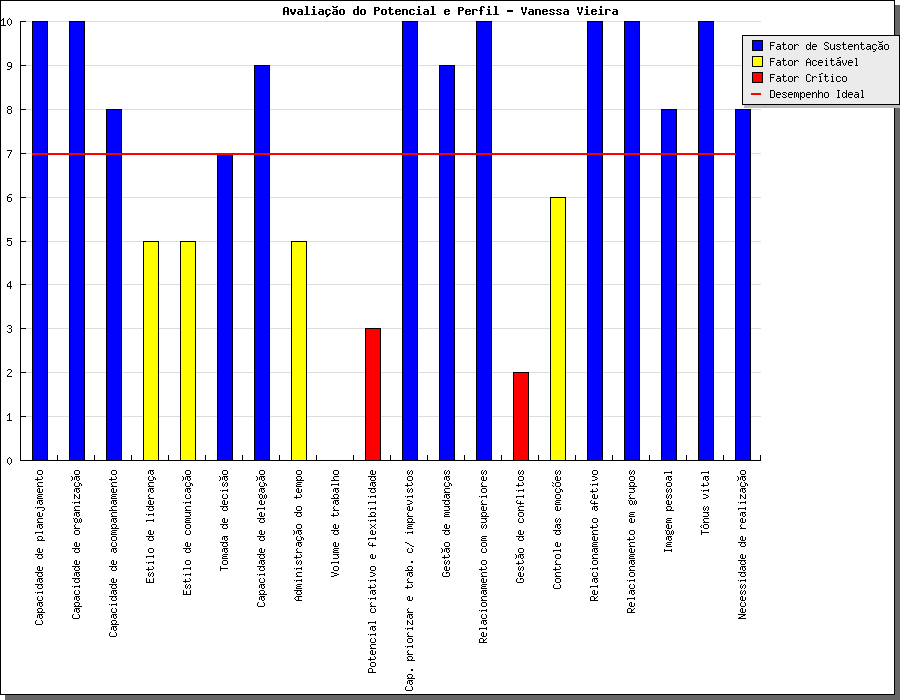 Avaliação do Potencial e Perfil - Vanessa Vieira
10
9
8
7
6
5
4
3
2
1
0
Fator de Sustentação
Fator Aceitável
Fator Crítico
Desempenho Ideal
Capacidade de planejamento
Capacidade de organização
Capacidade de acompanhamento
Estilo de liderança
Estilo de comunicação
Tomada de decisão
Capacidade de delegação
Administração do tempo
Volume de trabalho
Potencial criativo e flexibilidade
Cap. priorizar e trab. c/ imprevistos
Gestão de mudanças
Relacionamento com superiores
Gestão de conflitos
Controle das emoções
Relacionamento afetivo
Relacionamento em grupos
Imagem pessoal
Tônus vital
Necessidade de realização